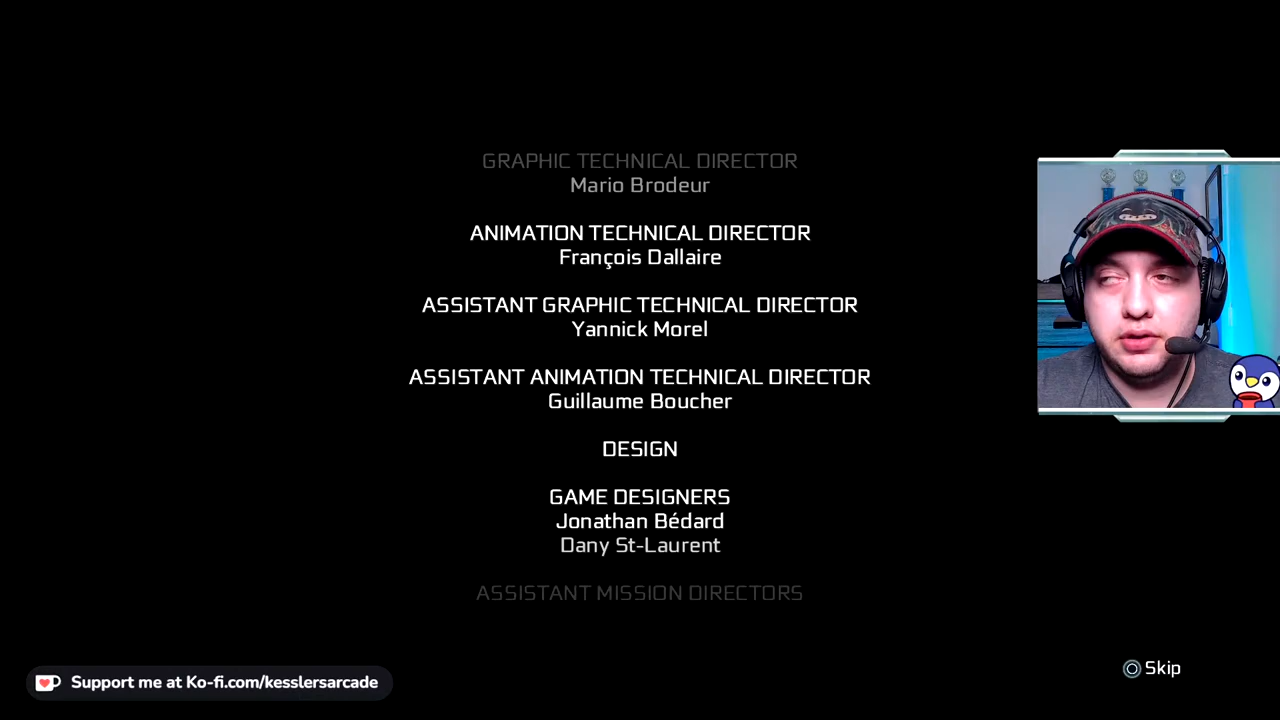 GRAPHIC TECHNICAL DIRECTOR
Mario Brodeur
ANIMATION TECHNICAL DIRECTOR
François Dallaire
ASSISTANT GRAPHIC TECHNICAL DIRECTOR
Yannick Morel
ASSISTANT ANIMATION TECHNICAL DIRECTOR
Guillaume Boucher
DESIGN
GAME DESIGNERS
Jonathan Bédard
Dany St-Laurent
ASSISTANT MISSION DIRECTORS
Skip
Support me at Ko-fi.com/kesslersarcade